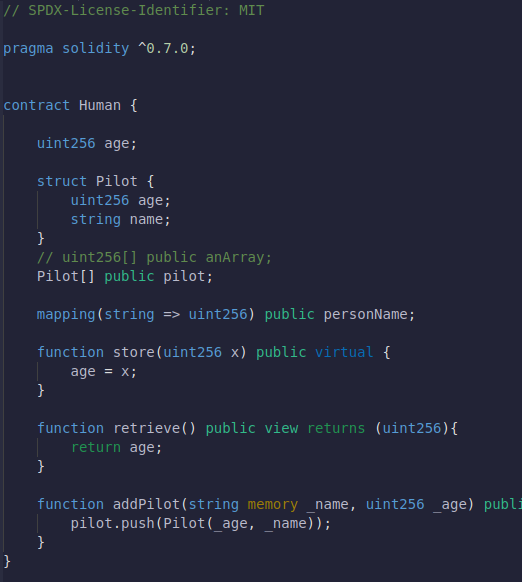 // SPDX-License-Identifier: MIT
pragma solidity ^0.7.0;
contract Human {
uint256 age;
struct Pilot {
uint256 age;
string name;
}
// uint256[] public anArray;
Pilot[] public pilot;
mapping(string => uint256) public personName;
function store(uint256 x) public virtual {
age = x;
}
function retrieve() public view returns (uint256){
return age;
}
function addPilot(string memory _name, uint256 _age) publi
pilot.push(Pilot(_age, _name));
}
}